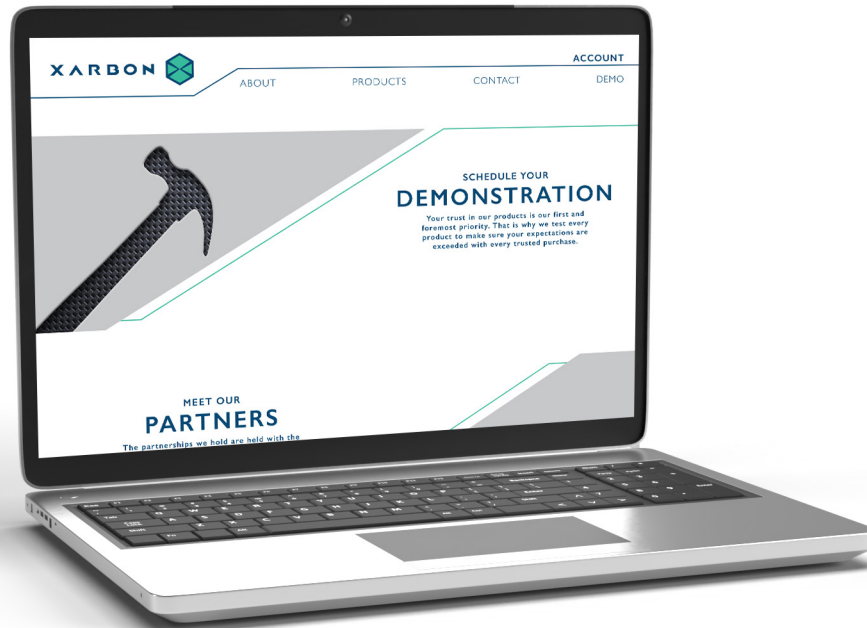 XARBON
ACCOUNT
ABOUT PRODUCTS CONTACT DEMO
SCHEDULE YOUR
DEMONSTRATION
Your trust in our products is our first and
foremost priority. That is why we test every
product to make sure your expectations are
exceeded with every trusted purchase.
MEET OUR
PARTNERS
The partnerships we hold are held with the